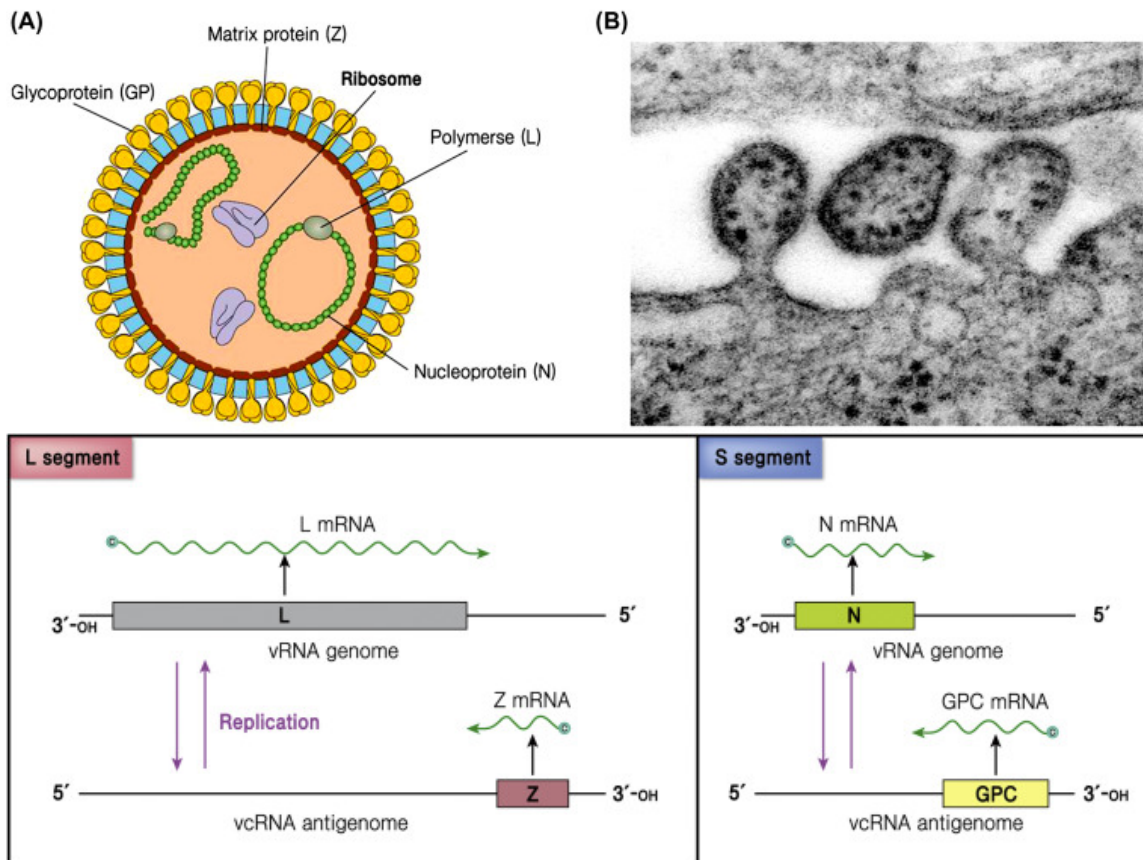 (A)
Matrix protein (Z)
Ribosome
Glycoprotein (GP)
Polymerse (L)
Nucleoprotein (N)
(B)
L segment
L mRNA
© 
3′-OH
L
5′
vRNA genome
Replication
Z mRNA
©
5′
Z
3′-OH
vcRNA antigenome
S segment
N mRNA
©
3′-OH
N
5′
vRNA genome
GPC mRNA
©
5′
GPC
3′-OH
vcRNA antigenome